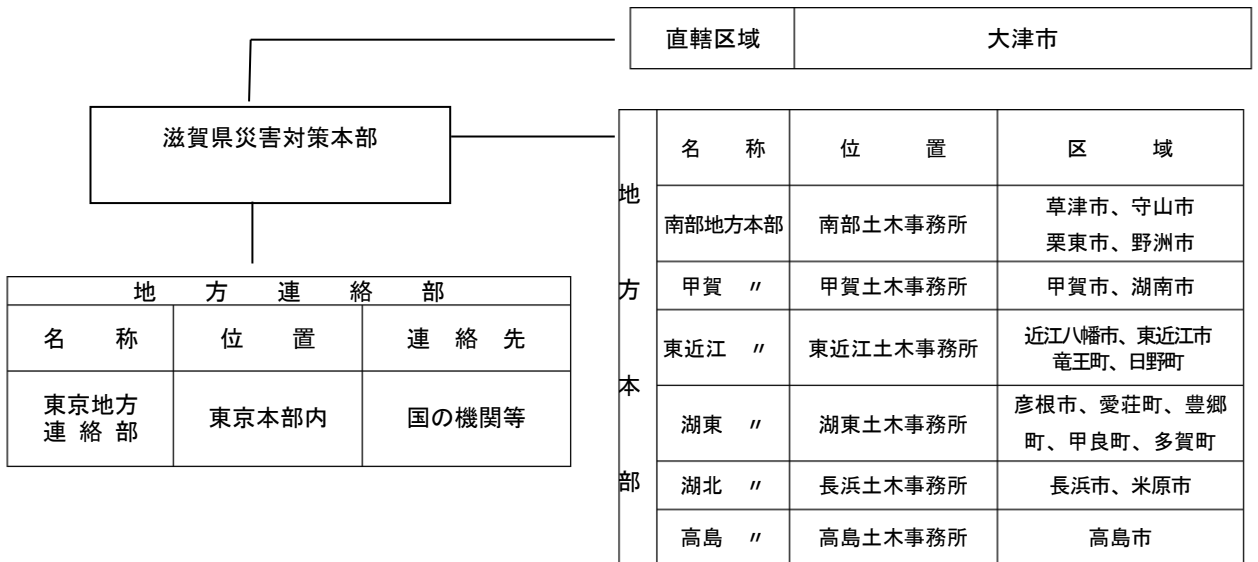 直轄区域 大津市
滋賀県災害対策本部
地方本部
名 称 位 置 区 域
南部地方本部 南部土木事務所 草津市、守山市
栗東市、野洲市
甲賀 〃 甲賀土木事務所 甲賀市、湖南市
東近江 〃 東近江土木事務所 近江八幡市、東近江市
竜王町、日野町
湖東 〃 湖東土木事務所 彦根市、愛荘町、豊郷
町、甲良町、多賀町
湖北 〃 長浜土木事務所 長浜市、米原市
高島 〃 高島土木事務所 高島市
地 方 連 絡 部
名 称 位 置 連 絡 先
東京地方
連 絡 部 東京本部内 国の機関等